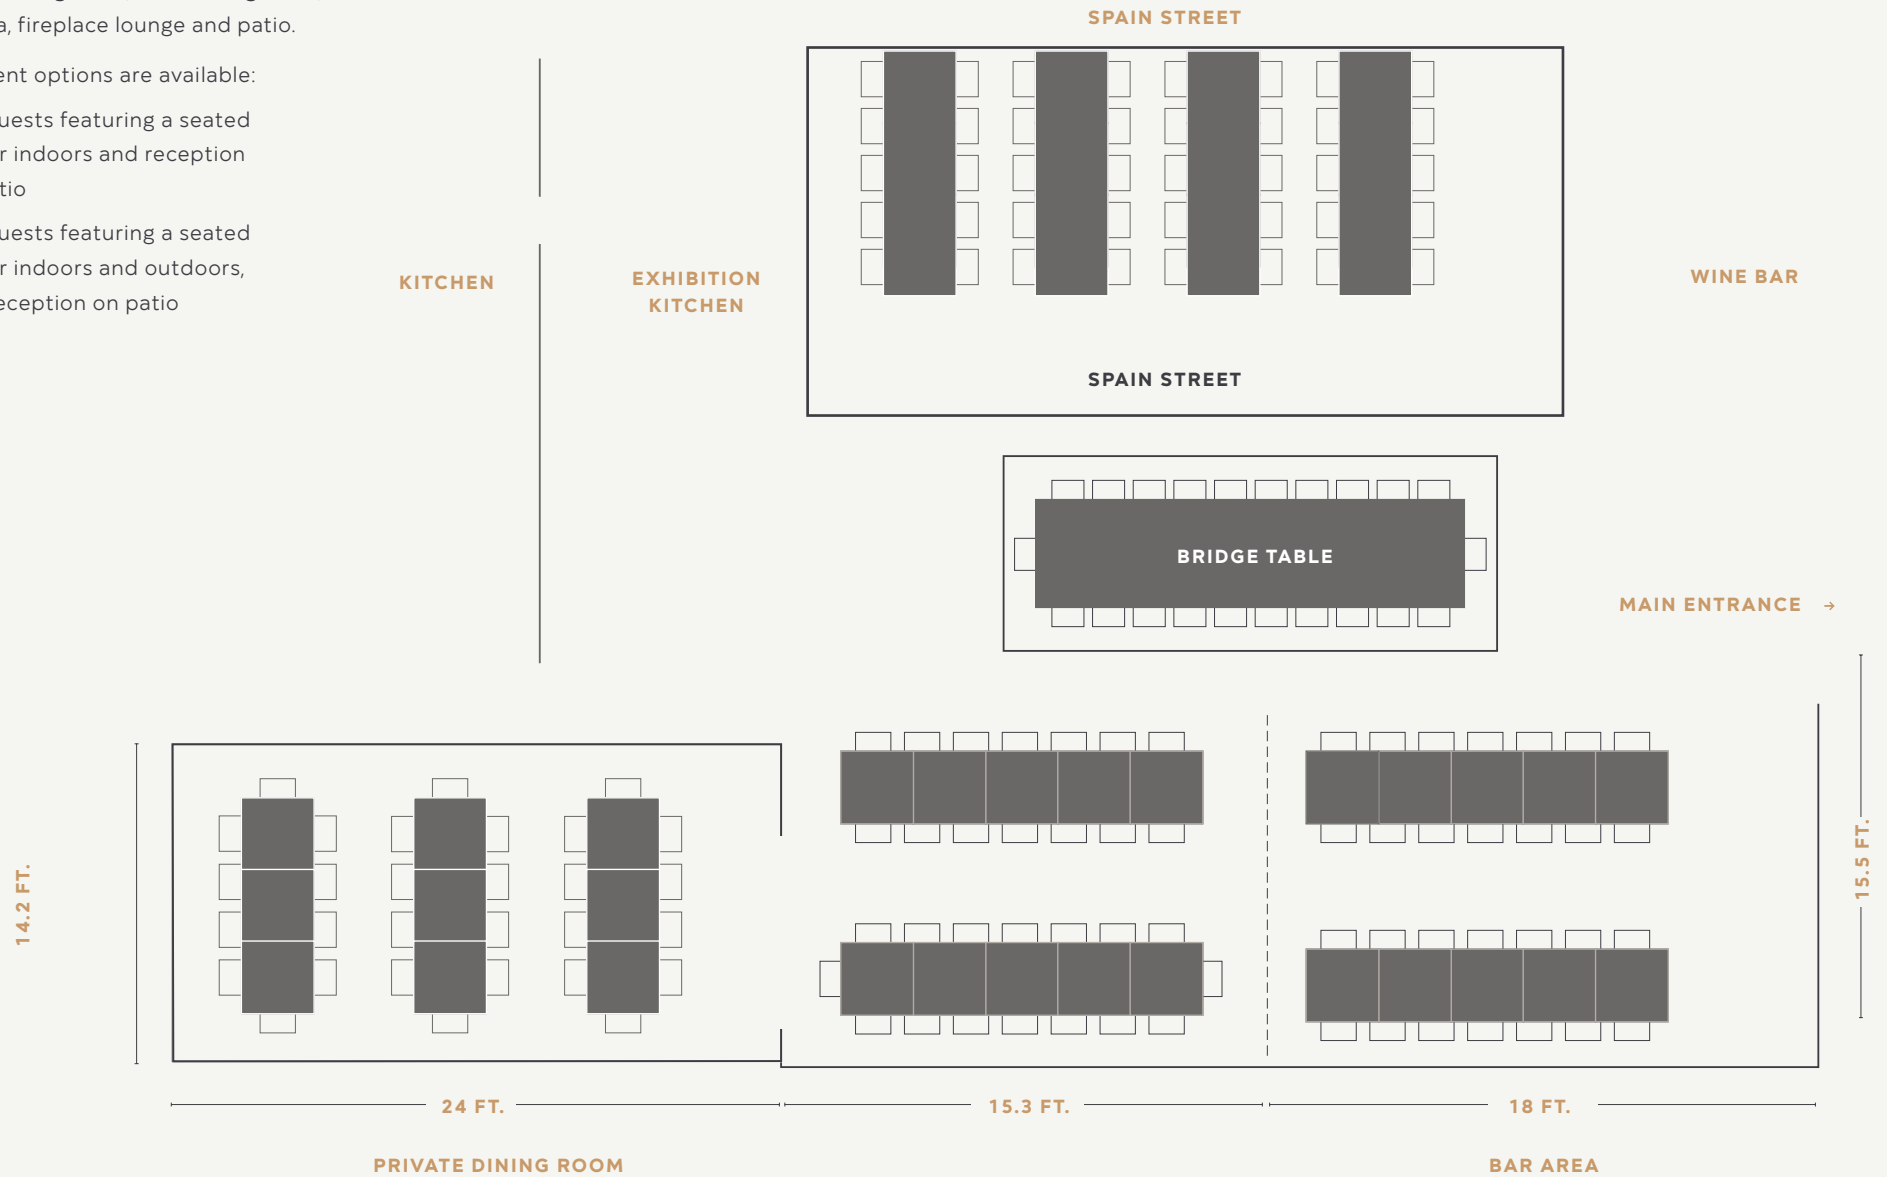 a, fireplace lounge and patio.
ent options are available:
uests featuring a seated
r indoors and reception
tio
uests featuring a seated
r indoors and outdoors,
eception on patio
SPAIN STREET
KITCHEN
EXHIBITION
KITCHEN
WINE BAR
SPAIN STREET
BRIDGE TABLE
MAIN ENTRANCE →
14.2 FT.
15.5 FT.
24 FT.
15.3 FT.
18 FT.
PRIVATE DINING ROOM
BAR AREA